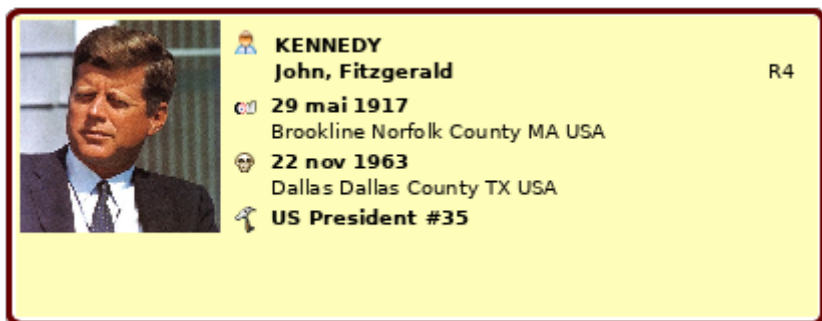 KENNEDY
John, Fitzgerald R4
29 mai 1917
Brookline Norfolk County MA USA
22 nov 1963
Dallas Dallas County TX USA
US President #35